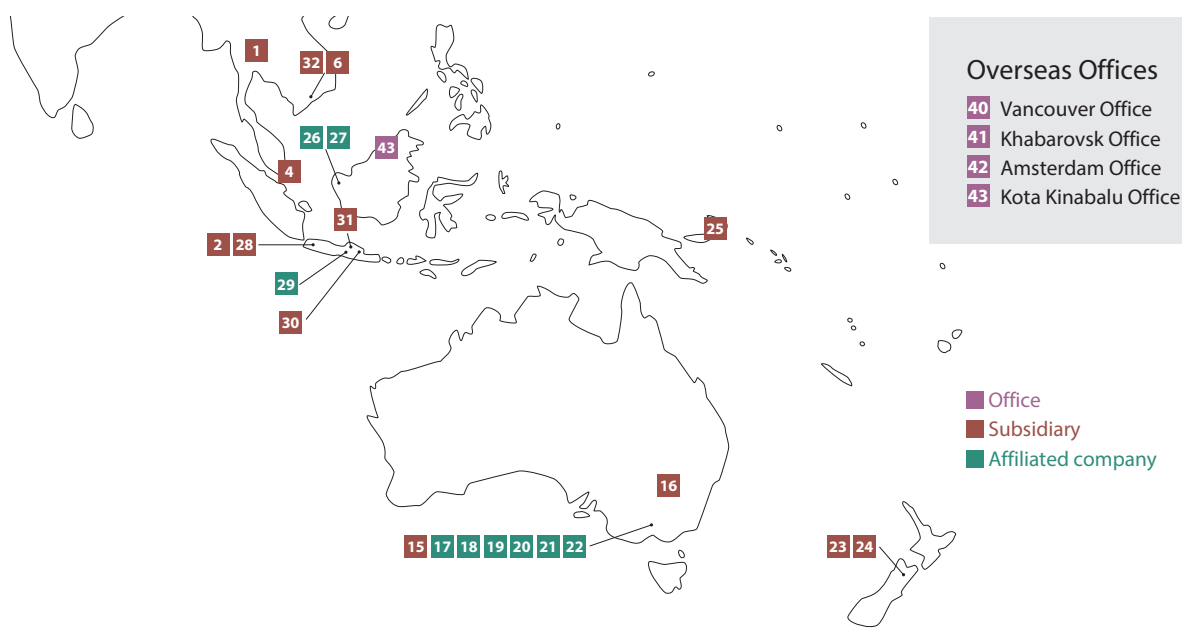 1
32 6
26 27
43
4
31
25
2 28
29
30
16
15 17 18 19 20 21 22
23 24
Overseas Offices
40 Vancouver Office
41 Khabarovsk Office
42 Amsterdam Office
43 Kota Kinabalu Office
Office
Subsidiary
Affiliated company